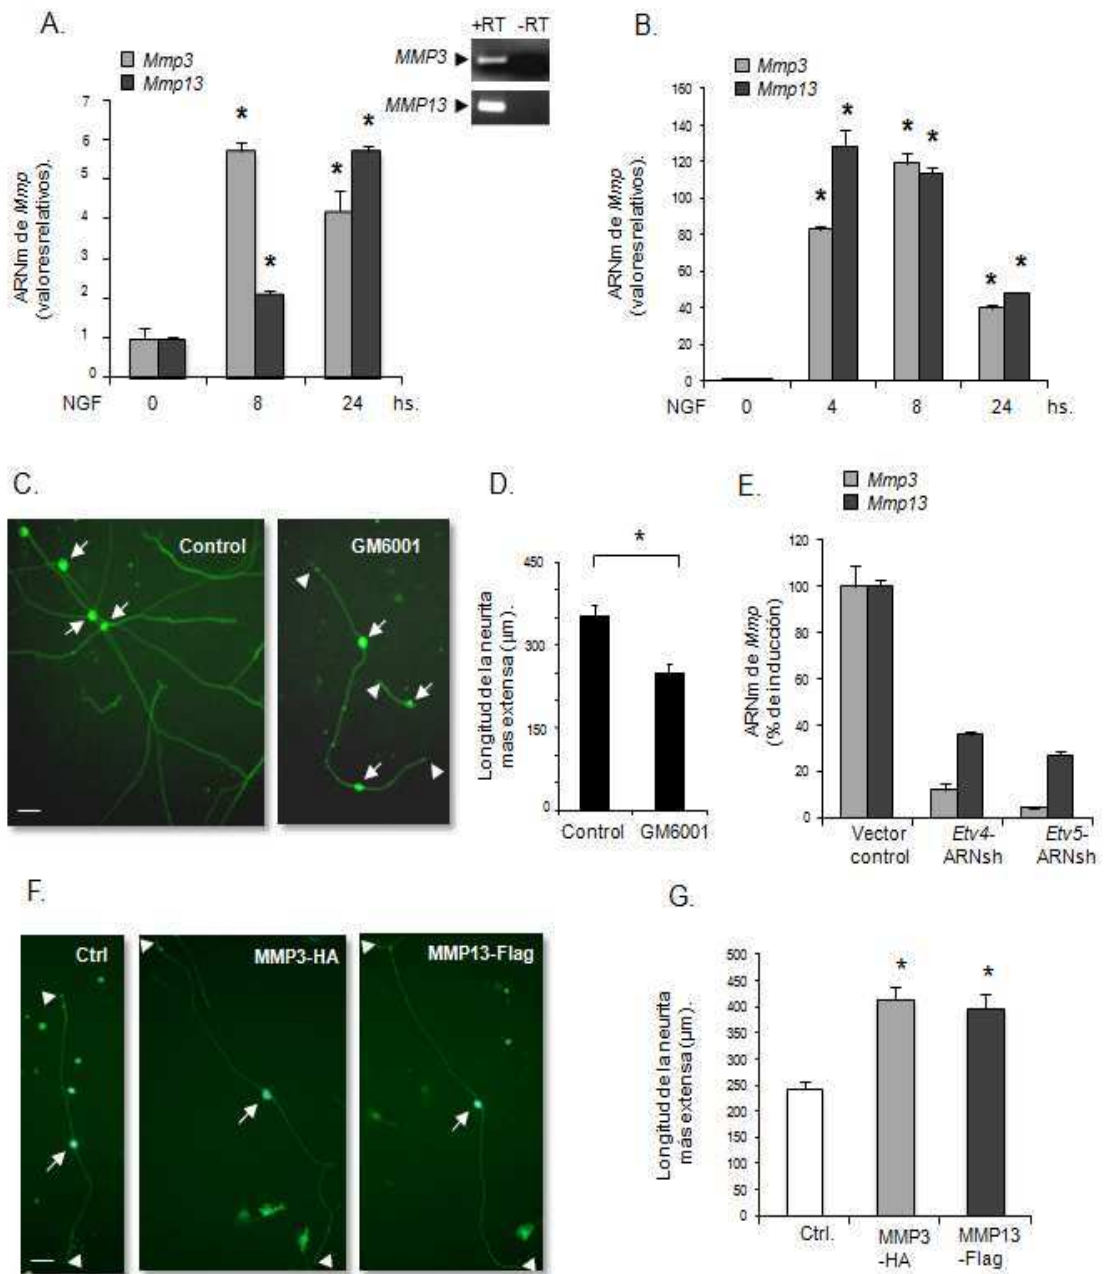 A.
Mmp3
Mmp13
+RT -RT
MMP3
MMP13
ARNm de Mmp
(valoresrelativos).
7
6
5
4
3
2
1
0
* * * *
NGF 0 8 24 hs.
B.
Mmp3
Mmp13
ARNm de Mmp
(valoresrelativos).
160
140
120
100
80
60
40
20
0
* * * * * *
NGF 0 4 8 24 hs.
C.
Control
GM6001
D.
Longitud de la neurita
mas extensa (µm).
450
300
150
0
*
Control GM6001
E.
Mmp3
Mmp13
ARNm de Mmp
(% de inducción)
120
100
80
60
40
20
0
Vector Etv4- Etv5-
control ARNsh ARNsh
F.
Ctrl
MMP3-HA
MMP13-Flag
G.
Longitud de la neurita
más extensa (µm).
500
450
400
350
300
250
200
150
100
50
0
* *
Ctrl. MMP3 MMP13
-HA -Flag